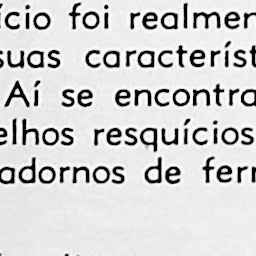 ício foi realmen
suas característ
Aí se encontra
elhos resquícios
adornos de ferr